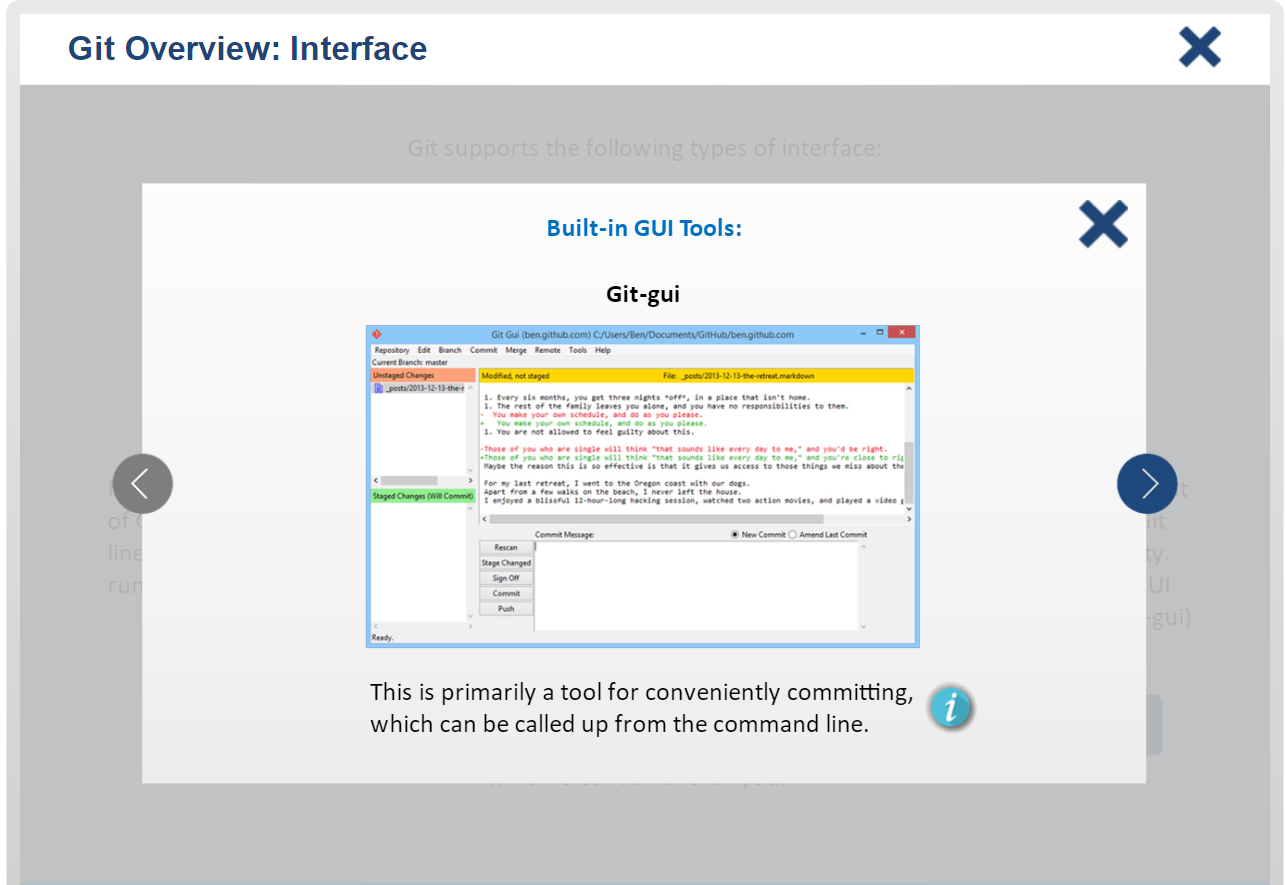 Git Overview: Interface
Git supports the following types of interface:
Built-in GUI Tools:
Git-gui
Git Gui (ben.github.com) C:/Users/Ben/Documents/GitHub/ben.github.com
Repository Edit Branch Commit Merge Remote Tools Help
Current Branch: master
Unstaged Changes
Modified, not staged File: _posts/2013-12-13-the-retreat.markdown
_posts/2013-12-13-the-r
1. Every six months, you get three nights *off*, in a place that isn't home.
1. The rest of the family leaves you alone, and you have no responsibilities to them.
- You make your own schedule, and do as you please.
+ You make your own schedule, and do as you please.
1. You are not allowed to feel guilty about this.
-Those of you who are single will think "that sounds like every day to me," and you'd be right.
+Those of you who are single will think "that sounds like every day to me," and you're close to rig
Maybe the reason this is so effective is that it gives us access to those things we miss about the
For my last retreat, I went to the Oregon coast with our dogs.
Apart from a few walks on the beach, I never left the house.
I enjoyed a blissful 12-hour-long hacking session, watched two action movies, and played a video g
Staged Changes (Will Commit)
Commit Message: New Commit Amend Last Commit
Rescan
Stage Changed
Sign Off
Commit
Push
Ready.
This is primarily a tool for conveniently committing,
which can be called up from the command line.
i
of
line
run
ty.
UI
-gui)